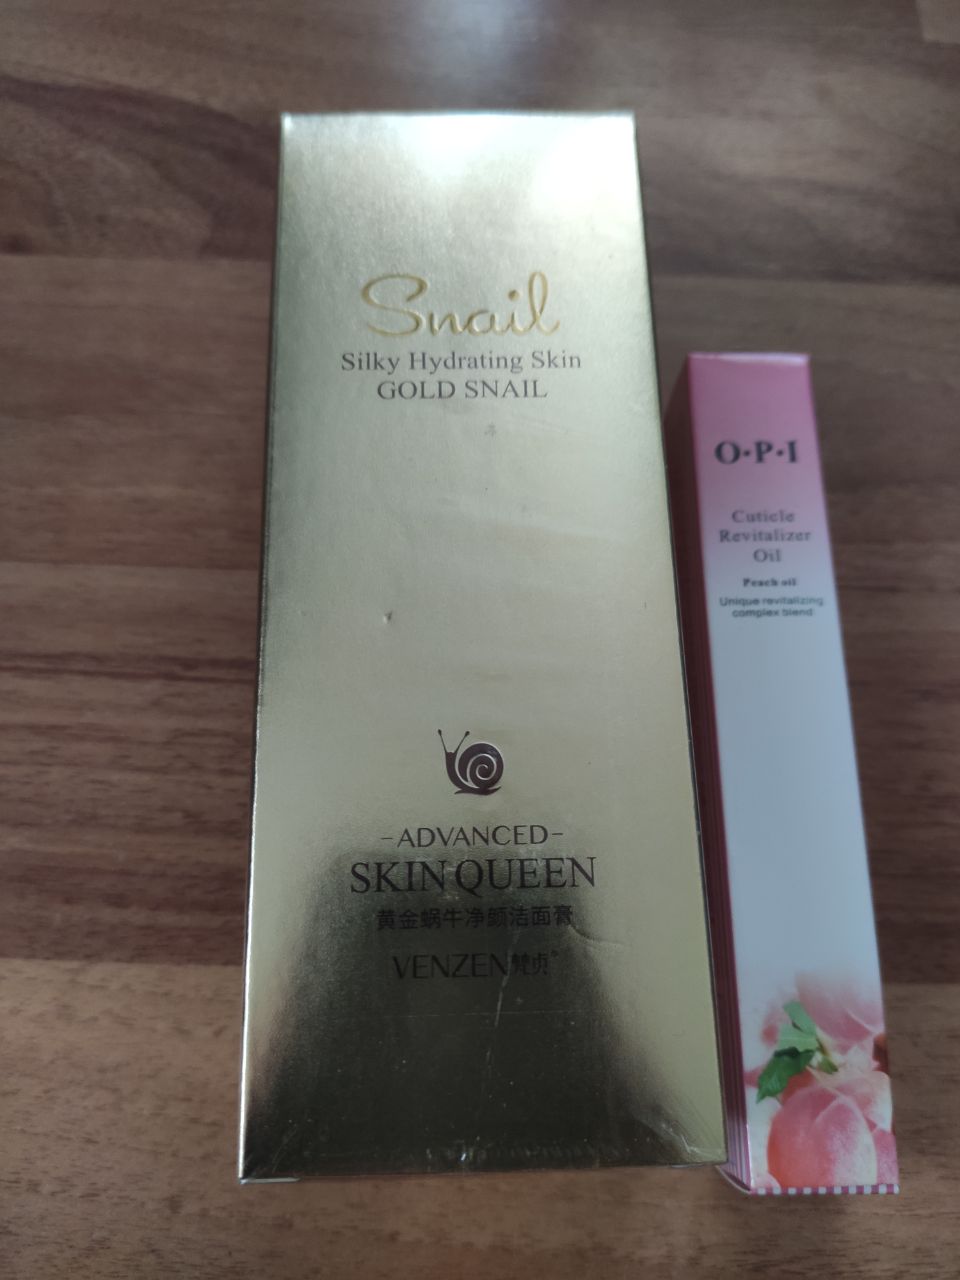 Snail
Silky Hydrating Skin
GOLD SNAIL
-ADVANCED-
SKIN QUEEN
黄金蜗牛净颜洁面膏
VENZEN梵贞®
O·P·I
Cuticle
Revitalizer
Oil
Peach oil
Unique revitalizing
complex blend